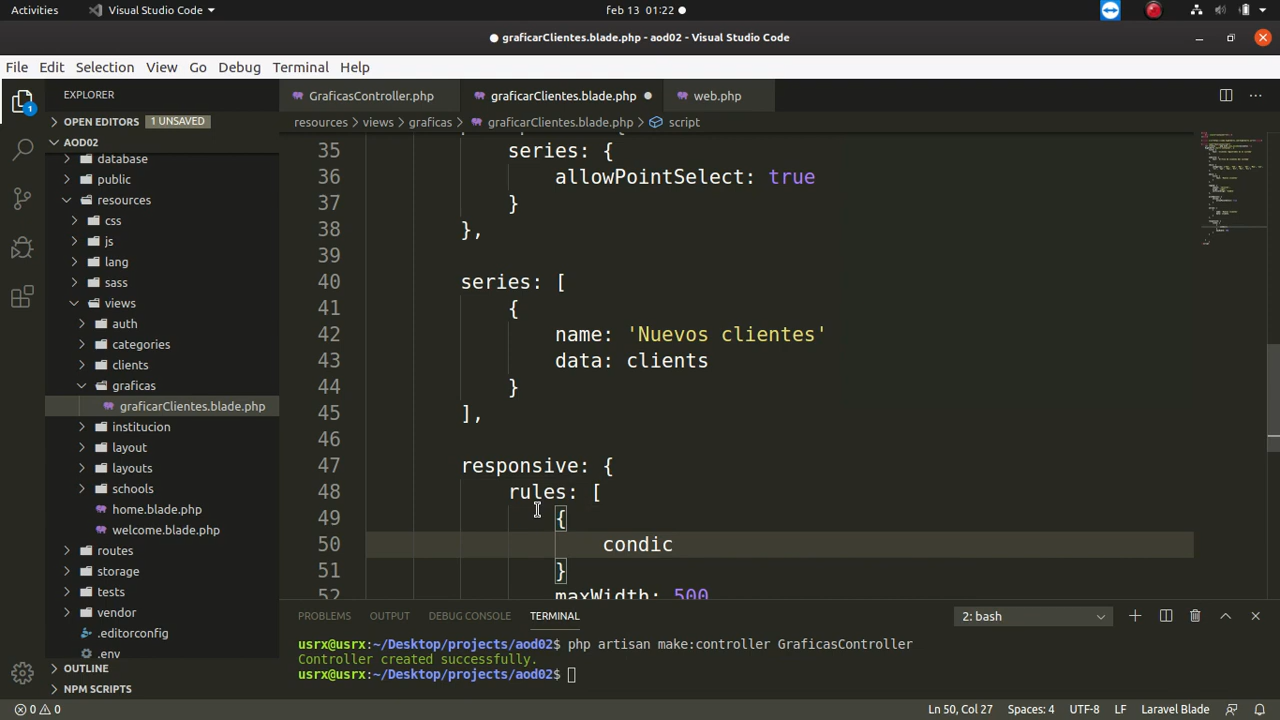 Activities
Visual Studio Code
feb 13 01:22
graficarClientes.blade.php - aod02 - Visual Studio Code
File Edit Selection View Go Debug Terminal Help
1
EXPLORER
OPEN EDITORS 1 UNSAVED
AOD02
database
public
resources
css
js
lang
sass
views
auth
categories
clients
graficas
graficarClientes.blade.php
institucion
layout
layouts
schools
home.blade.php
welcome.blade.php
routes
storage
tests
vendor
.editorconfig
.env
OUTLINE
NPM SCRIPTS
GraficasController.php graficarClientes.blade.php web.php
resources > views > graficas > graficarClientes.blade.php > script
35 series: {
36 allowPointSelect: true
37 }
38 },
39
40 series: [
41 {
42 name: 'Nuevos clientes'
43 data: clients
44 }
45 ],
46
47 responsive: {
48 rules: [
49 {
50 condic
51 }
52 maxWidth: 500
PROBLEMS OUTPUT DEBUG CONSOLE TERMINAL 2: bash
usrx@usrx:~/Desktop/projects/aod02$ php artisan make:controller GraficasController
Controller created successfully.
usrx@usrx:~/Desktop/projects/aod02$
0 0 Ln 50, Col 27 Spaces: 4 UTF-8 LF Laravel Blade